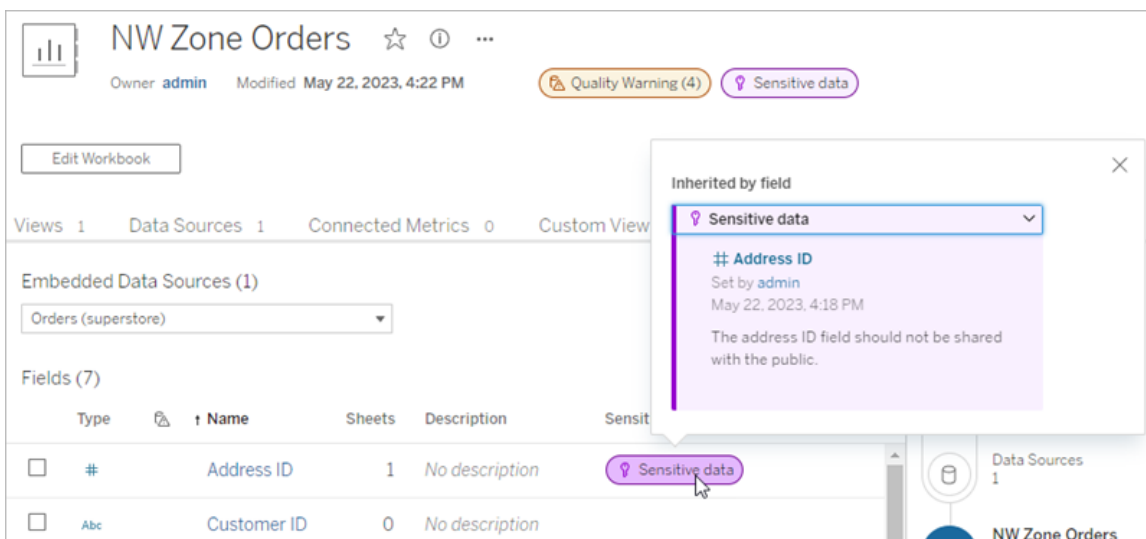 NW Zone Orders
Owner admin Modified May 22, 2023, 4:22 PM
Quality Warning (4)
Sensitive data
Edit Workbook
Views 1 Data Sources 1 Connected Metrics 0 Custom View
Inherited by field
Sensitive data
# Address ID
Set by admin
May 22, 2023, 4:18 PM
The address ID field should not be shared
with the public.
Embedded Data Sources (1)
Orders (superstore)
Fields (7)
Type ↑ Name Sheets Description Sensit
# Address ID 1 No description Sensitive data
Abc Customer ID 0 No description
Data Sources
1
NW Zone Orders